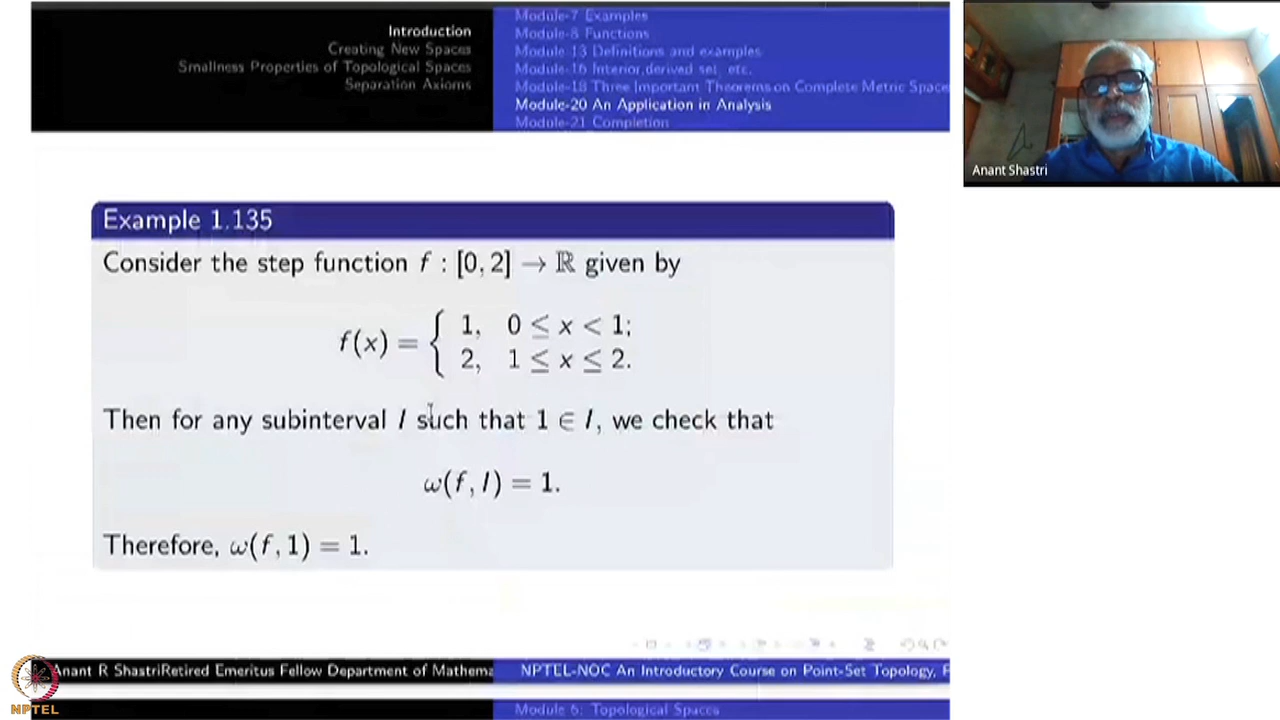 Introduction
Creating New Spaces
Smallness Properties of Topological Spaces
Separation Axioms
Module-7 Examples
Module-8 Functions
Module-13 Definitions and examples
Module-16 Interior,derived set, etc.
Module-18 Three Important Theorems on Complete Metric Space
Module-20 An Application in Analysis
Module-21 Completion
Anant Shastri
Example 1.135
Consider the step function f : [0, 2] → ℝ given by
f(x) = { 1, 0 ≤ x < 1;
2, 1 ≤ x ≤ 2.
Then for any subinterval I such that 1 ∈ I, we check that
ω(f, I) = 1.
Therefore, ω(f, 1) = 1.
Anant R ShastriRetired Emeritus Fellow Department of Mathema
NPTEL-NOC An Introductory Course on Point-Set Topology, P
NPTEL
Module 6: Topological Spaces